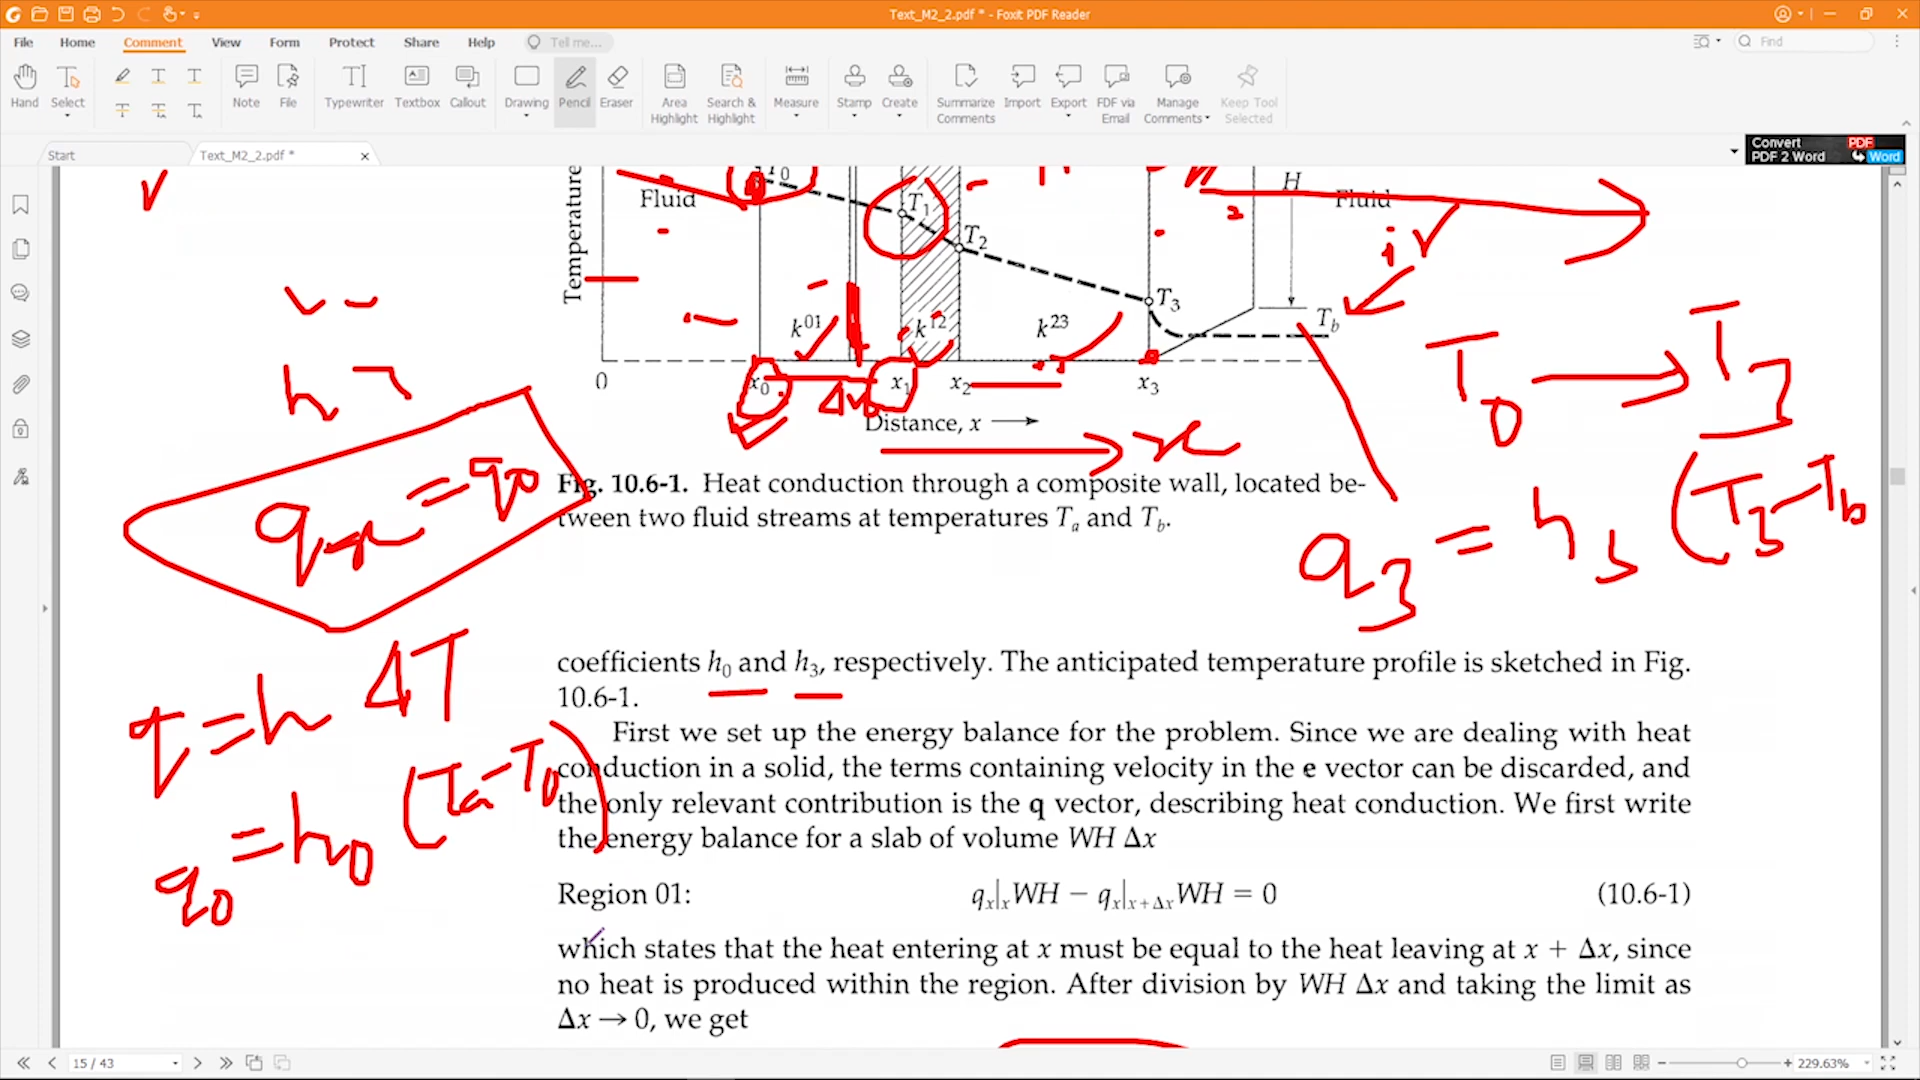 Text_M2_2.pdf * - Foxit PDF Reader
File Home Comment View Form Protect Share Help Tell me... Find
Hand Select Note File Typewriter Textbox Callout Drawing Pencil Eraser Area Highlight Search & Highlight Measure Stamp Create Summarize Comments Import Export FDF via Email Manage Comments Keep Tool Selected
Start Text_M2_2.pdf *
Convert PDF
PDF 2 Word Word
Temperature
Fluid T0 T1 T2 T3 H Fluid
k01 k12 k23 Tb
0 x0 x1 x2 x3
Distance, x
x
T0 → T3
qx = q0
Fig. 10.6-1. Heat conduction through a composite wall, located be-
tween two fluid streams at temperatures Ta and Tb.
q3 = h3 (T3 - Tb
coefficients h0 and h3, respectively. The anticipated temperature profile is sketched in Fig.
10.6-1.
q = h ΔT
q0 = h0 (Ta - T0)
First we set up the energy balance for the problem. Since we are dealing with heat
conduction in a solid, the terms containing velocity in the e vector can be discarded, and
the only relevant contribution is the q vector, describing heat conduction. We first write
the energy balance for a slab of volume WH Δx
Region 01: qx|x WH − qx|x+Δx WH = 0 (10.6-1)
which states that the heat entering at x must be equal to the heat leaving at x + Δx, since
no heat is produced within the region. After division by WH Δx and taking the limit as
Δx → 0, we get
15 / 43 229.63%